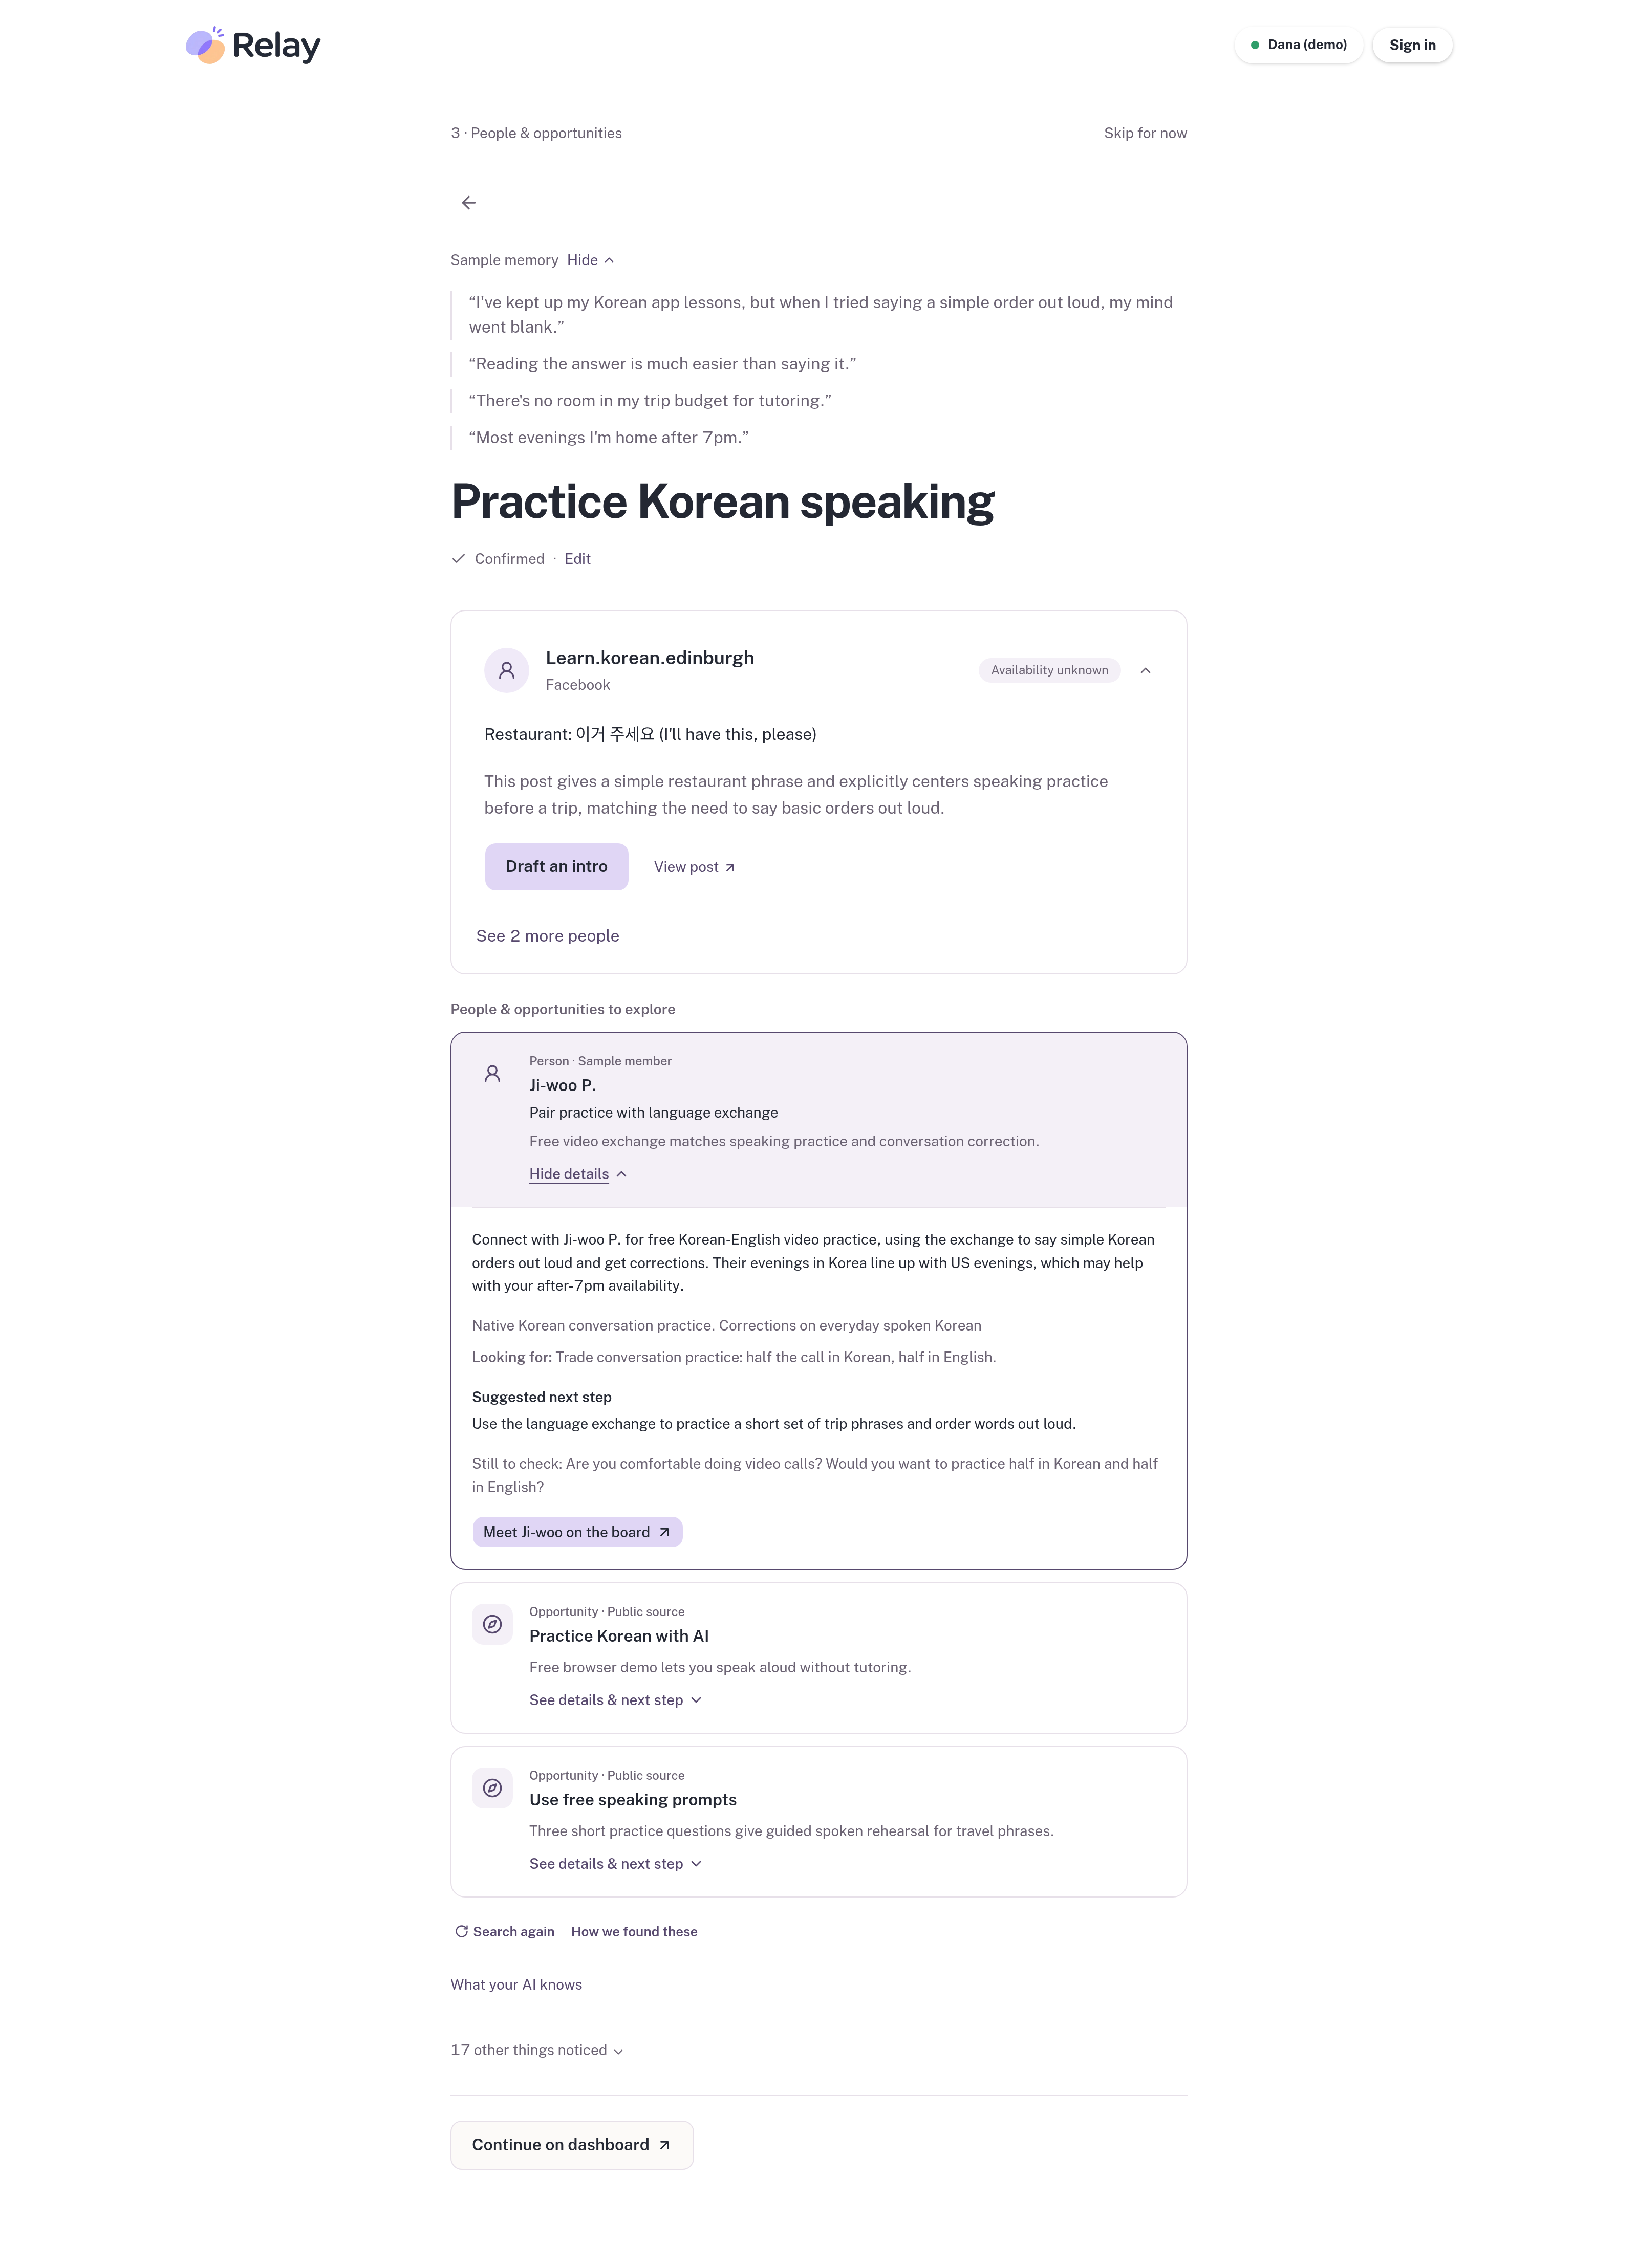 Relay
Dana (demo)
Sign in
3 · People & opportunities
Skip for now
Sample memory Hide
“I've kept up my Korean app lessons, but when I tried saying a simple order out loud, my mind
went blank.”
“Reading the answer is much easier than saying it.”
“There's no room in my trip budget for tutoring.”
“Most evenings I'm home after 7pm.”
Practice Korean speaking
Confirmed · Edit
Learn.korean.edinburgh
Facebook
Availability unknown
Restaurant: 이거 주세요 (I'll have this, please)
This post gives a simple restaurant phrase and explicitly centers speaking practice
before a trip, matching the need to say basic orders out loud.
Draft an intro
View post
See 2 more people
People & opportunities to explore
Person · Sample member
Ji-woo P.
Pair practice with language exchange
Free video exchange matches speaking practice and conversation correction.
Hide details
Connect with Ji-woo P. for free Korean-English video practice, using the exchange to say simple Korean
orders out loud and get corrections. Their evenings in Korea line up with US evenings, which may help
with your after-7pm availability.
Native Korean conversation practice. Corrections on everyday spoken Korean
Looking for: Trade conversation practice: half the call in Korean, half in English.
Suggested next step
Use the language exchange to practice a short set of trip phrases and order words out loud.
Still to check: Are you comfortable doing video calls? Would you want to practice half in Korean and half
in English?
Meet Ji-woo on the board
Opportunity · Public source
Practice Korean with AI
Free browser demo lets you speak aloud without tutoring.
See details & next step
Opportunity · Public source
Use free speaking prompts
Three short practice questions give guided spoken rehearsal for travel phrases.
See details & next step
Search again
How we found these
What your AI knows
17 other things noticed
Continue on dashboard